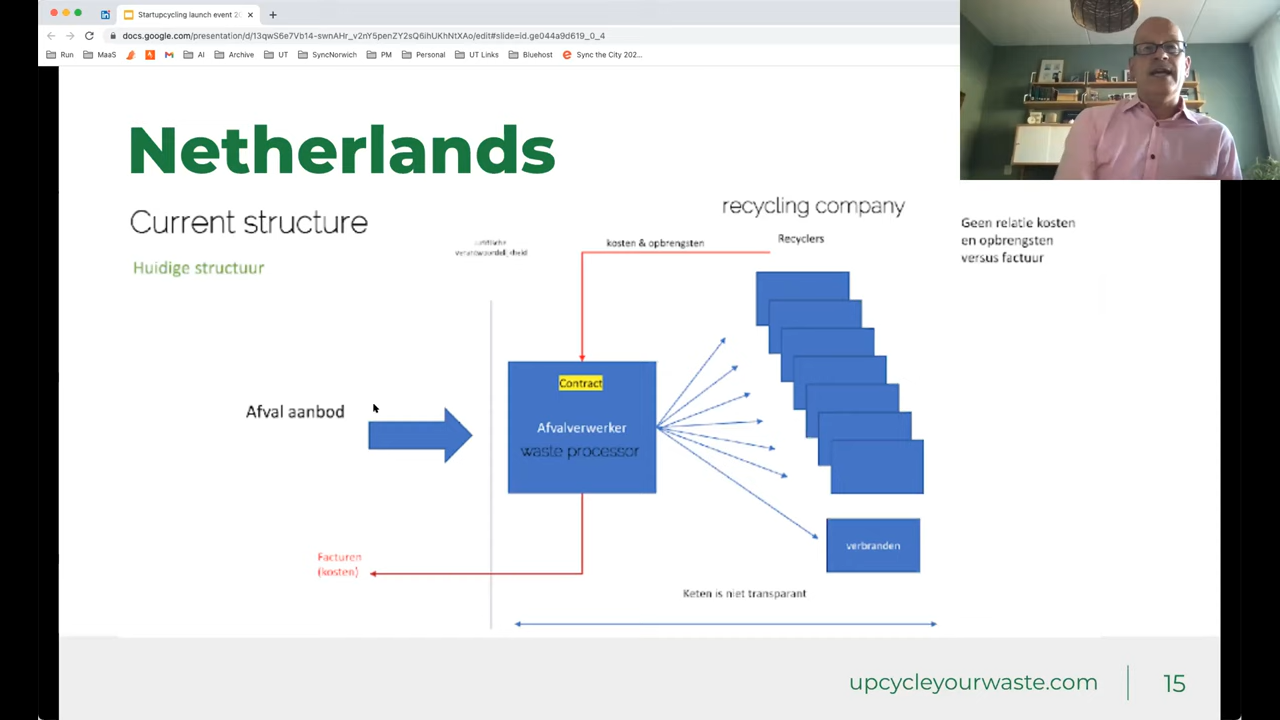 Startupcycling launch event 20
docs.google.com/presentation/d/13qwS6e7Vb14-swnAHr_v2nY5penZY2sQ6ihUKhNtXAo/edit#slide=id.ge044a9d619_0_4
Run MaaS AI Archive UT SyncNorwich PM Personal UT Links Bluehost Sync the City 202...
Netherlands
Current structure
Huidige structuur
recycling company
Juridische
verantwoordelijkheid
kosten & opbrengsten
Recyclers
Geen relatie kosten
en opbrengsten
versus factuur
Contract
Afval aanbod
Afvalverwerker
waste processor
Facturen
(kosten)
verbranden
Keten is niet transparant
upcycleyourwaste.com 15